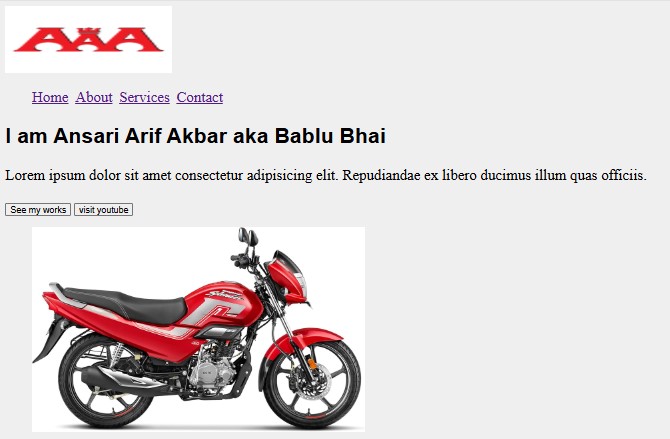 AAA
Home About Services Contact
I am Ansari Arif Akbar aka Bablu Bhai
Lorem ipsum dolor sit amet consectetur adipisicing elit. Repudiandae ex libero ducimus illum quas officiis.
See my works visit youtube